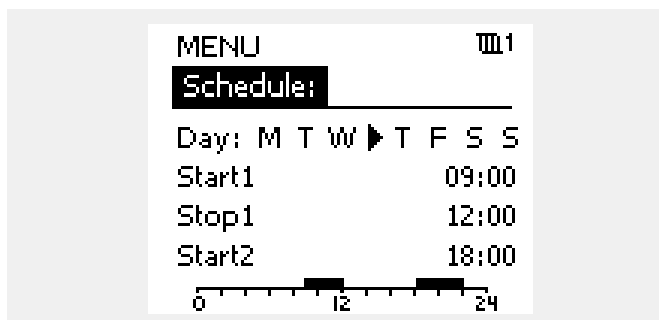 MENU 1
Schedule:
Day: M T W ▶ T F S S
Start1 09:00
Stop1 12:00
Start2 18:00
0 12 24